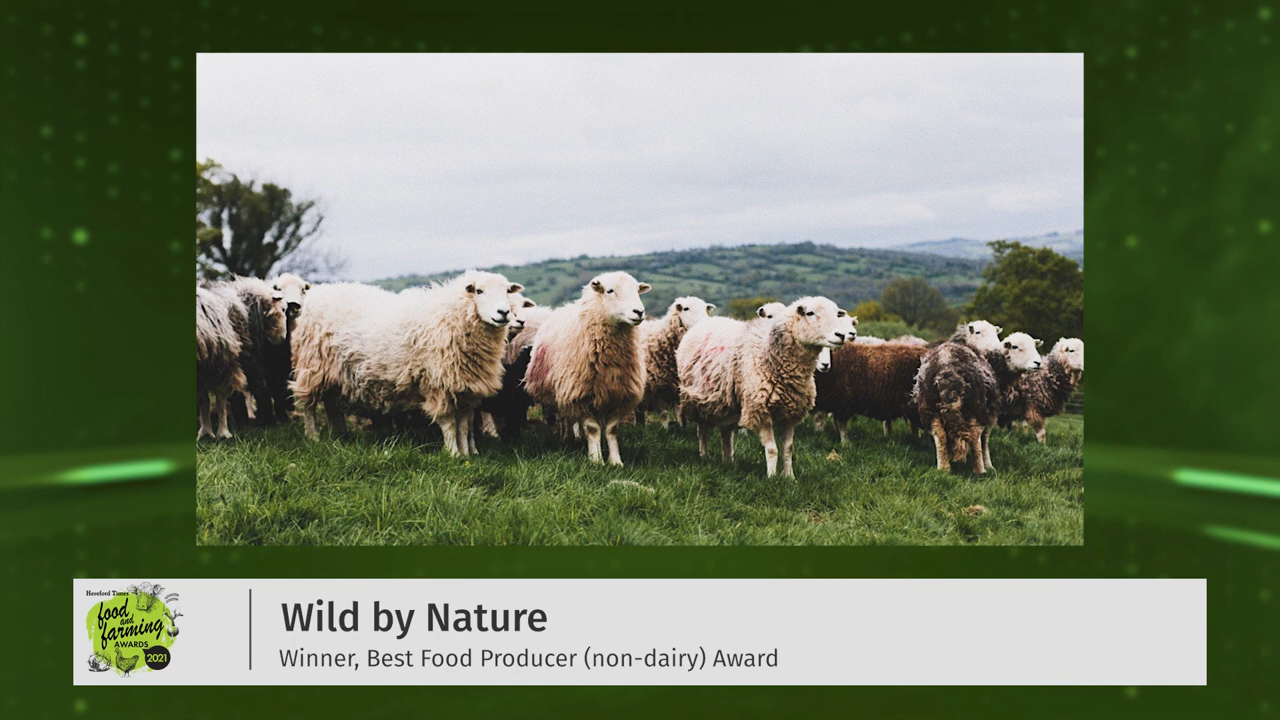 Hereford Times
food
and
farming
AWARDS
2021
Wild by Nature
Winner, Best Food Producer (non-dairy) Award